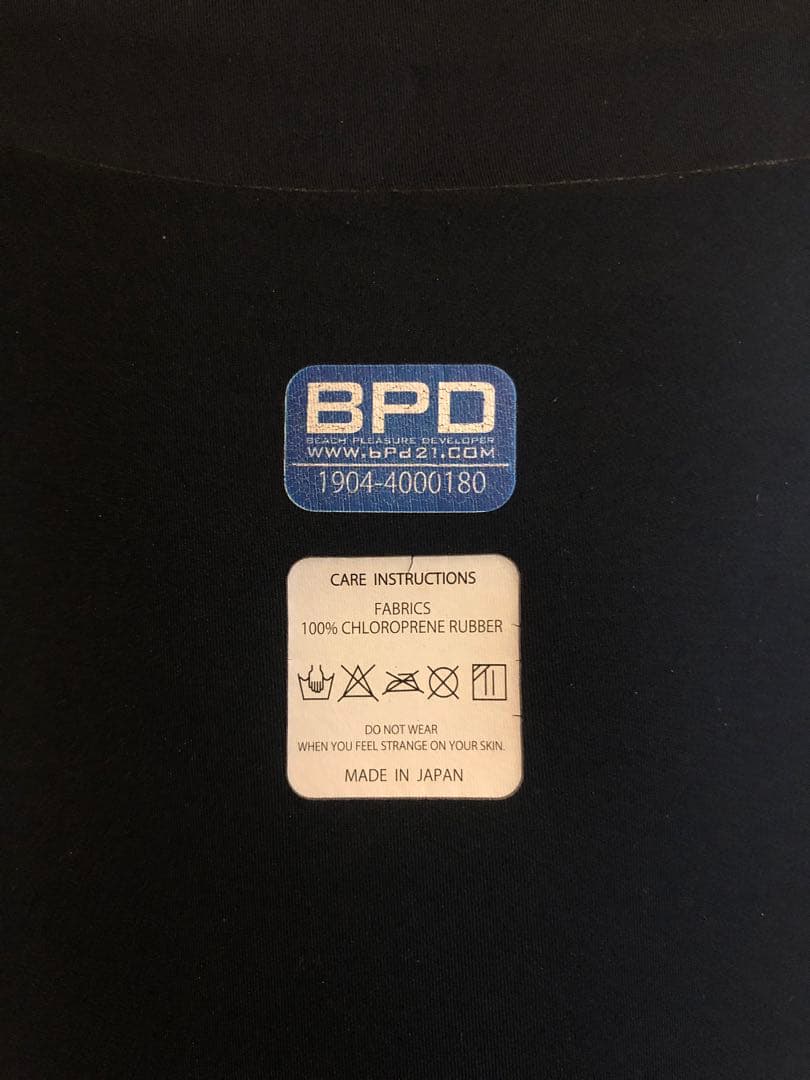 BPD
BEACH PLEASURE DEVELOPER
WWW.bPd21.COM
1904-4000180
CARE INSTRUCTIONS
FABRICS
100% CHLOROPRENE RUBBER
DO NOT WEAR
WHEN YOU FEEL STRANGE ON YOUR SKIN.
MADE IN JAPAN